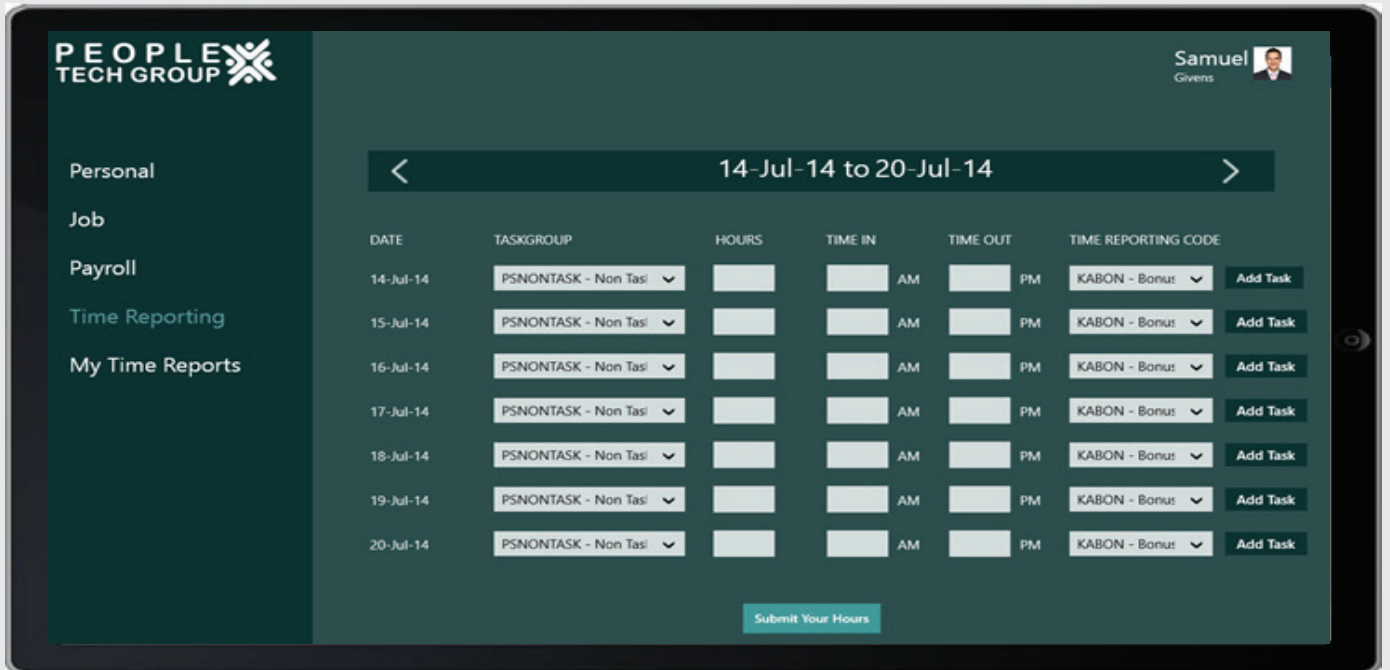 PEOPLE
TECH GROUP
Samuel
Givens
Personal
Job
Payroll
Time Reporting
My Time Reports
14-Jul-14 to 20-Jul-14
DATE TASKGROUP HOURS TIME IN TIME OUT TIME REPORTING CODE
14-Jul-14 PSNONTASK - Non Tas AM PM KABON - Bonus Add Task
15-Jul-14 PSNONTASK - Non Tas AM PM KABON - Bonus Add Task
16-Jul-14 PSNONTASK - Non Tas AM PM KABON - Bonus Add Task
17-Jul-14 PSNONTASK - Non Tas AM PM KABON - Bonus Add Task
18-Jul-14 PSNONTASK - Non Tas AM PM KABON - Bonus Add Task
19-Jul-14 PSNONTASK - Non Tas AM PM KABON - Bonus Add Task
20-Jul-14 PSNONTASK - Non Tas AM PM KABON - Bonus Add Task
Submit Your Hours